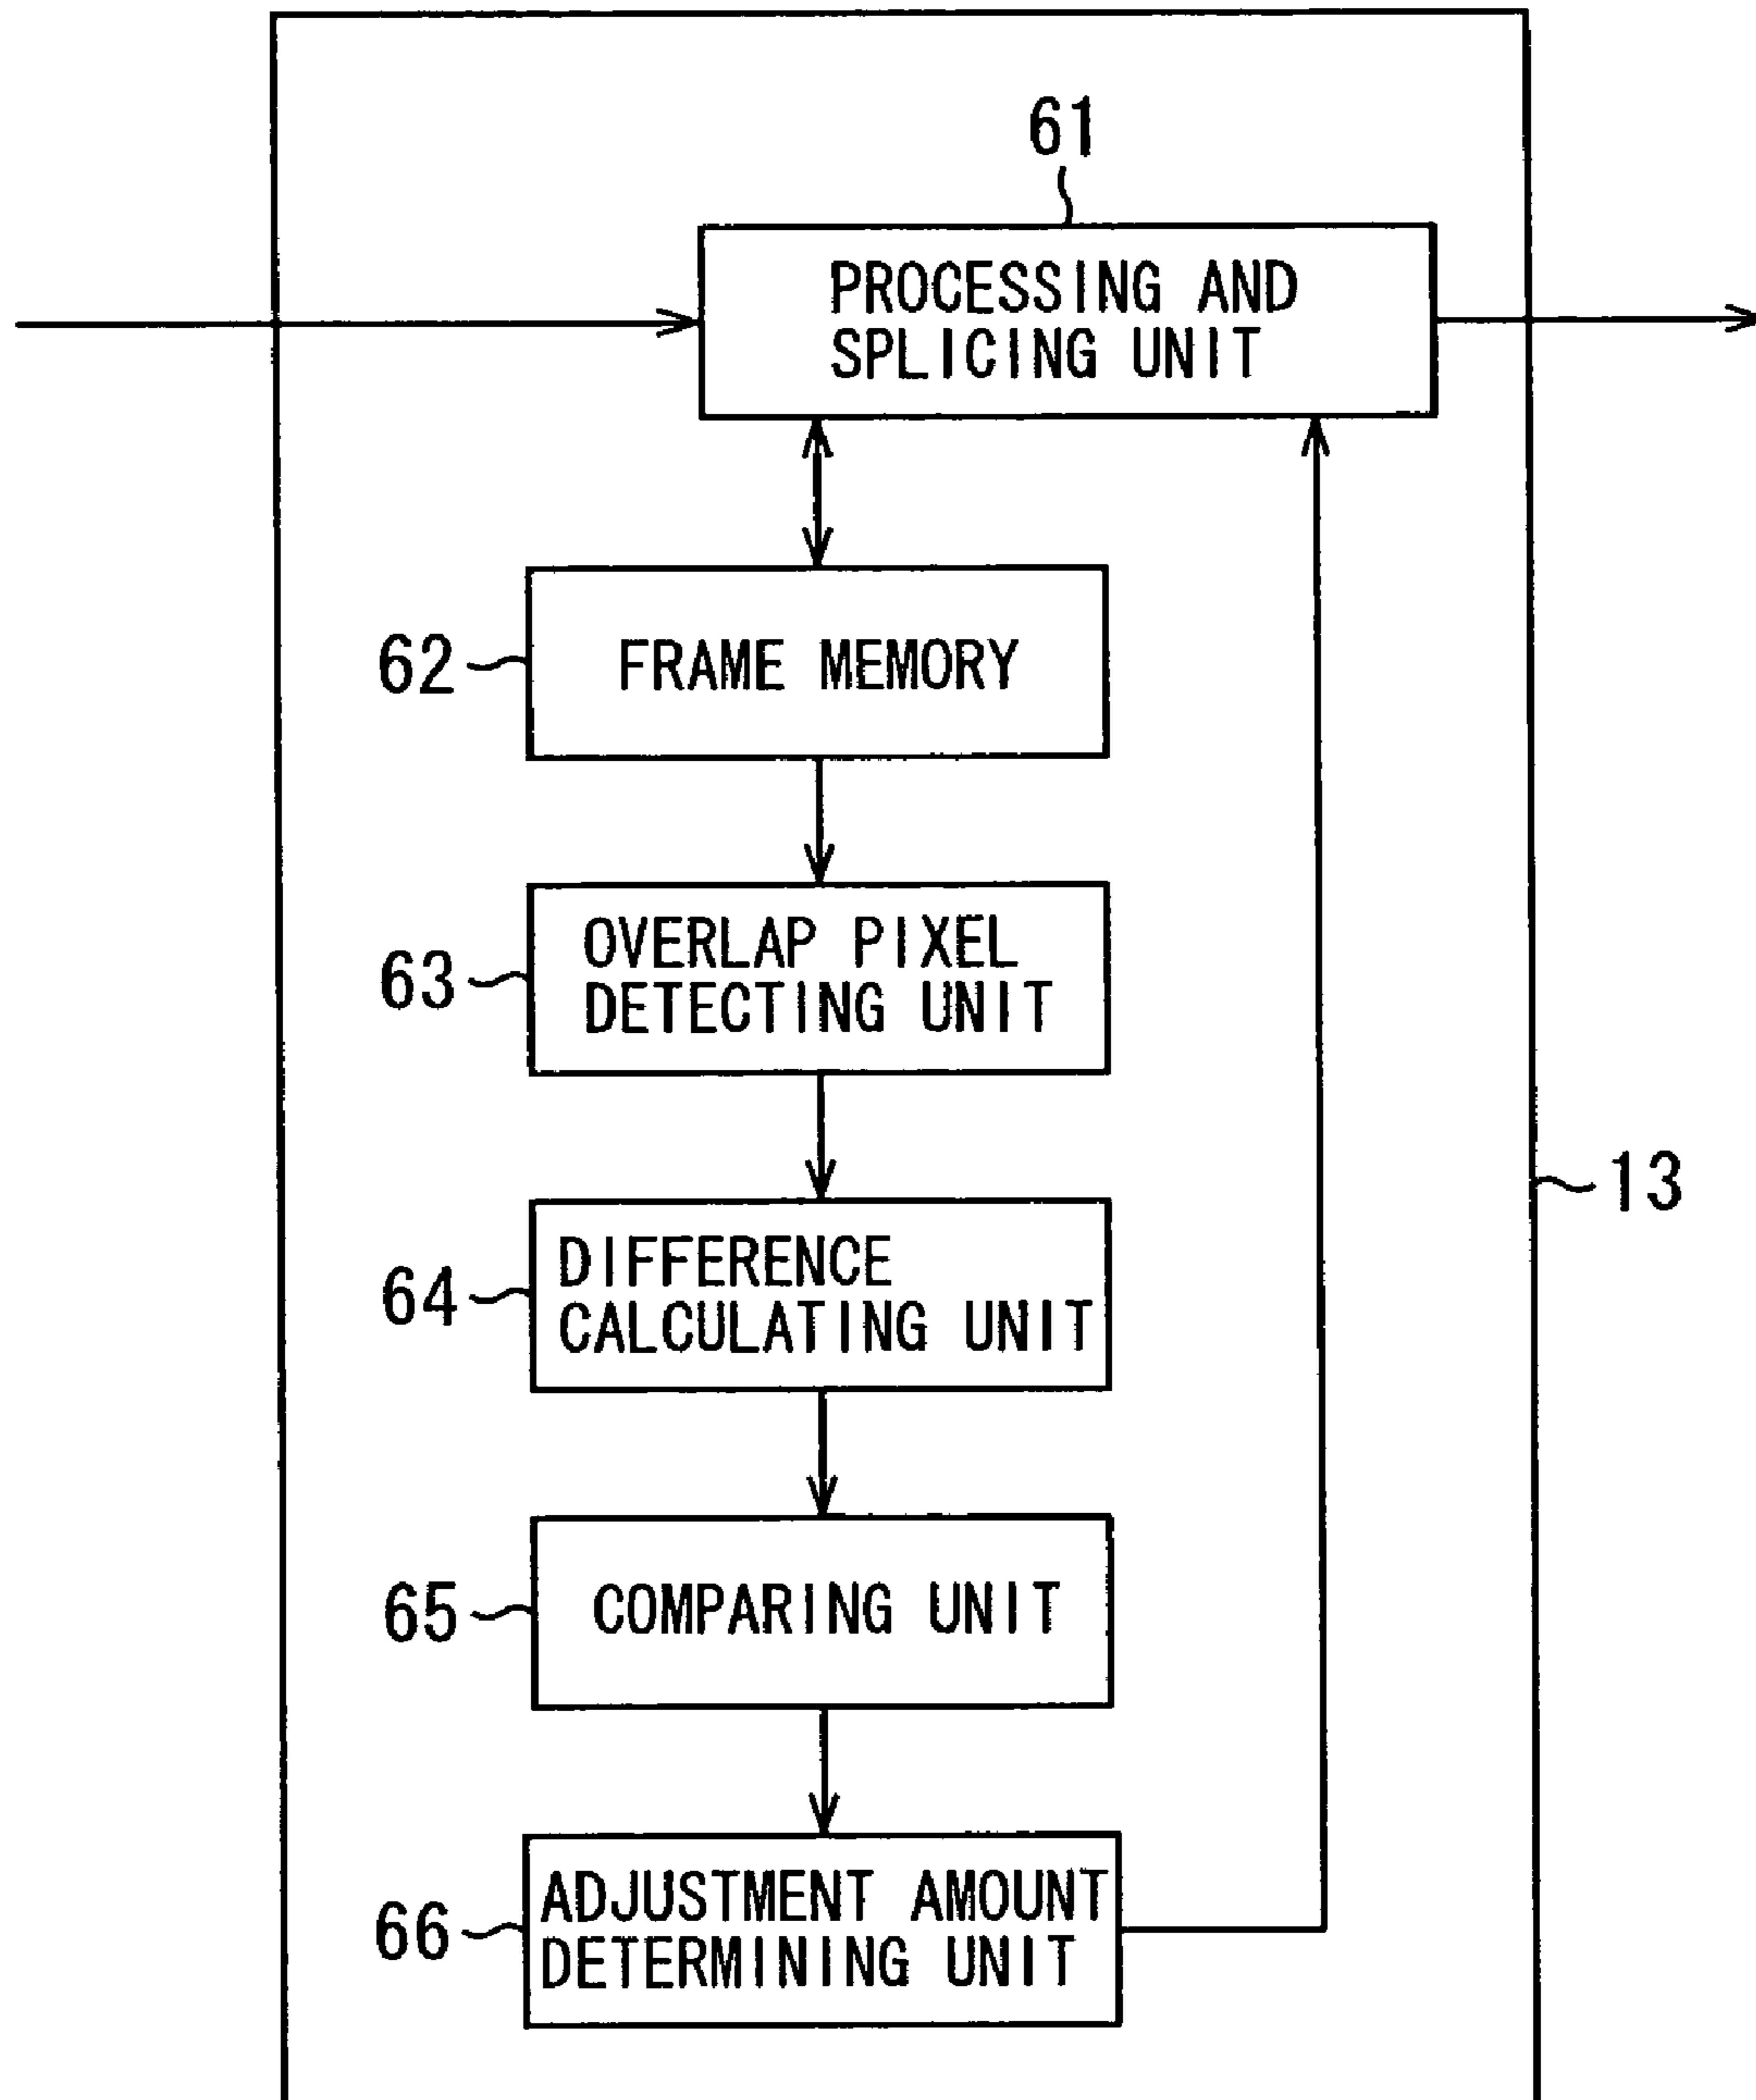 61
PROCESSING AND
SPLICING UNIT
62
FRAME MEMORY
63
OVERLAP PIXEL
DETECTING UNIT
13
64
DIFFERENCE
CALCULATING UNIT
65
COMPARING UNIT
66
ADJUSTMENT AMOUNT
DETERMINING UNIT